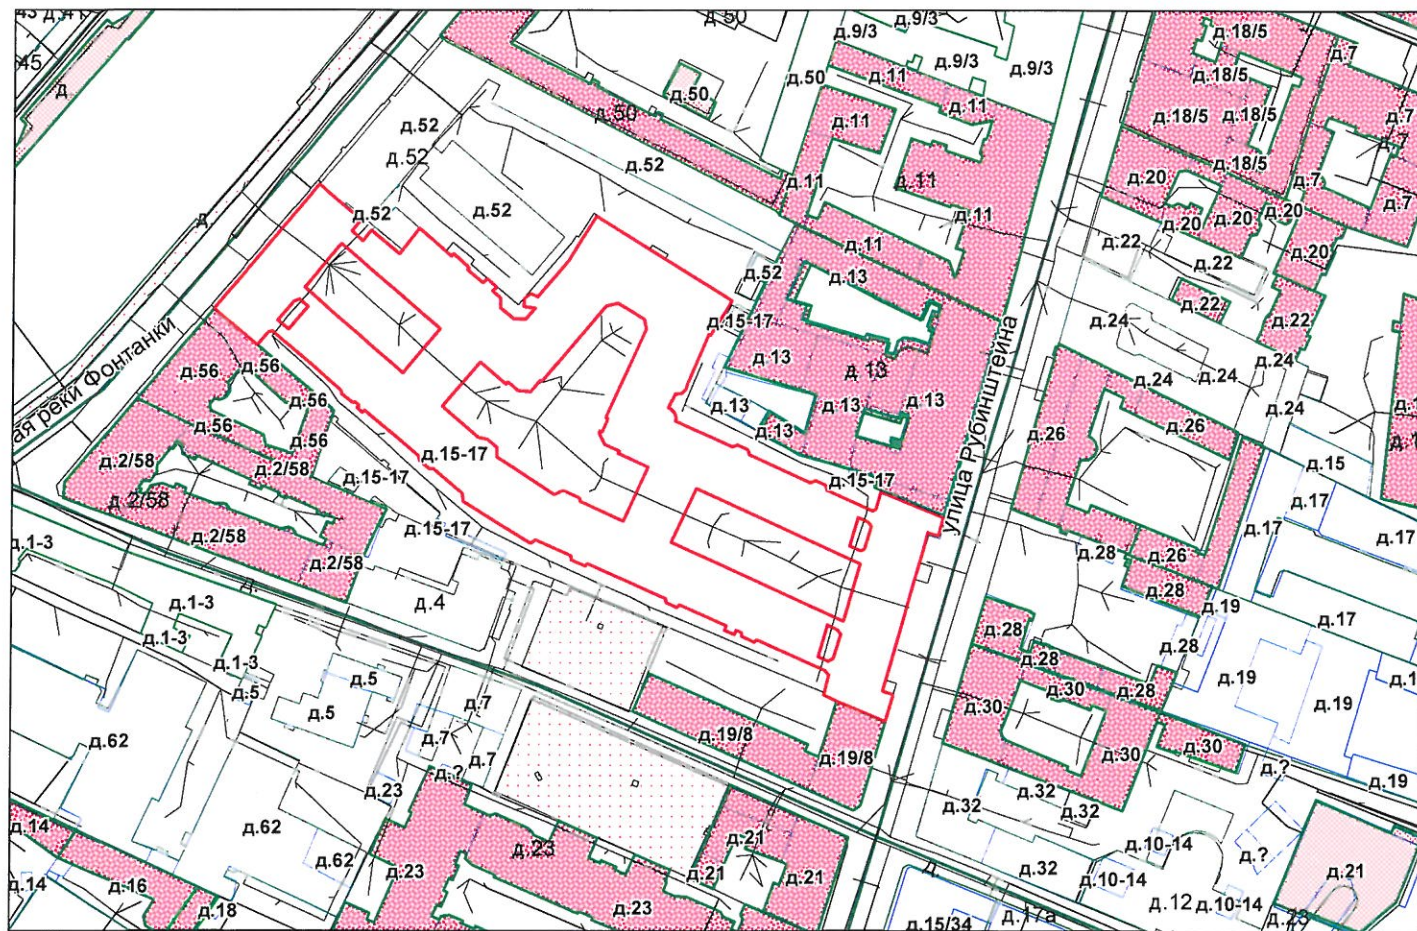 43 д.41
45
д
д.50
д.50
д.50
д.50
д.9/3
д.9/3
д.9/3
д.9/3
д.11
д.11
д.11
д.11
д.11
д.11
д.11
д.18/5
д.18/5
д.18/5
д.18/5
д.18/5
д.7
д.7
д.7
д.7
д.7
д.52
д.52
д.52
д.52
д.52
д.52
д
д.20
д.20
д.20
д.20
д.20
д.22
д.22
д.22
д.22
д.13
д.13
д.13
д.13
д.13
д.13
д.13
д.15-17
д.15-17
д.15-17
д.15-17
д.15-17
ая реки Фонтанки
улица Рубинштейна
д.24
д.24
д.24
д.24
д.24
д.56
д.56
д.56
д.56
д.56
д.2/58
д.2/58
д.2/58
д.2/58
д.2/58
д.26
д.26
д.26
д.15
д.17
д.17
д.17
д.17
д.28
д.28
д.28
д.28
д.28
д.28
д.19
д.19
д.19
д.19
д.1-3
д.1-3
д.1-3
д.1-3
д.
д.4
д.5
д.5
д.5
д.7
д.7
д.7
д.?
д.62
д.62
д.62
д.23
д.23
д.23
д.23
д.19/8
д.19/8
д.30
д.30
д.30
д.30
д.32
д.32
д.32
д.32
д.?
д.?
д.10-14
д.10-14
д.10-14
д.12
д.14
д.14
д.16
д.18
д.21
д.21
д.21
д.21
д.23
д.
д.15/34
д.17а